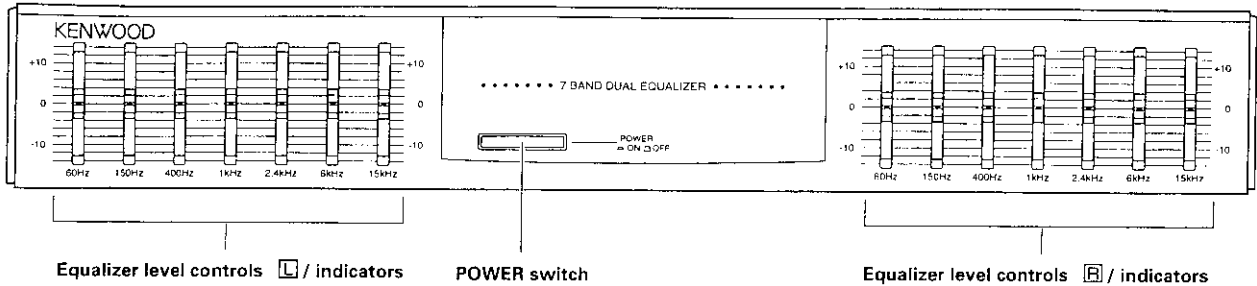 KENWOOD
+10 +10
0 0
-10 -10
60Hz 150Hz 400Hz 1kHz 2.4kHz 6kHz 15kHz
7 BAND DUAL EQUALIZER
POWER
ON OFF
+10 +10
0 0
-10 -10
60Hz 150Hz 400Hz 1kHz 2.4kHz 6kHz 15kHz
Equalizer level controls L / indicators
POWER switch
Equalizer level controls R / indicators